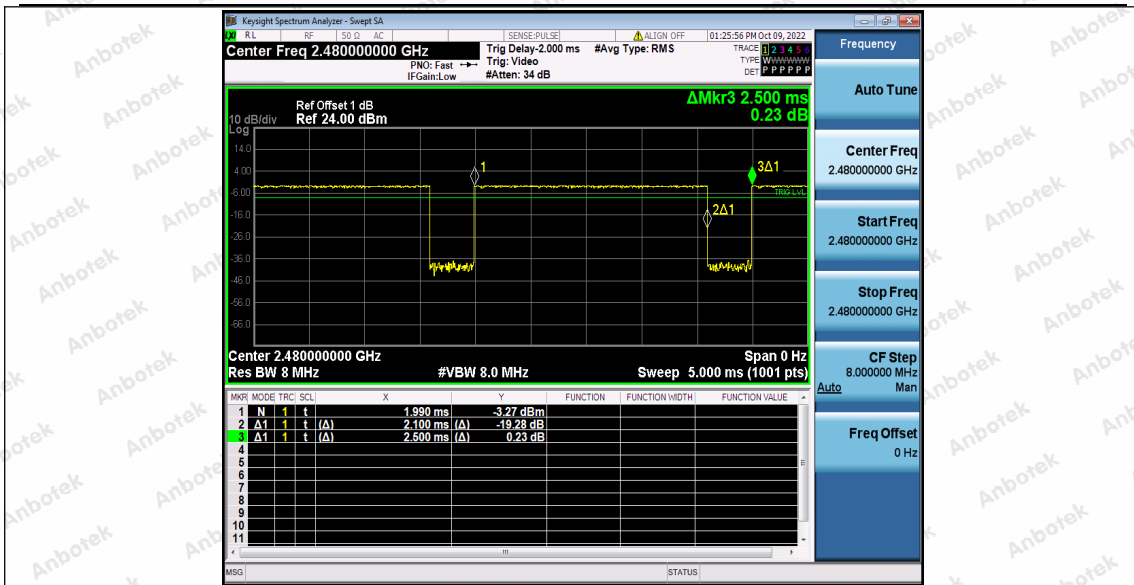 Keysight Spectrum Analyzer - Swept SA
LXI RL RF 50 Ω AC SENSE:PULSE ALIGN OFF 01:25:56 PM Oct 09, 2022
Center Freq 2.480000000 GHz
PNO: Fast
IFGain:Low
Trig Delay-2.000 ms
Trig: Video
#Atten: 34 dB
#Avg Type: RMS
TRACE 1 2 3 4 5 6
TYPE WWWWWW
DET P P P P P P
Ref Offset 1 dB
10 dB/div Ref 24.00 dBm
Log
ΔMkr3 2.500 ms
0.23 dB
14.0
4.00
-6.00
-16.0
-26.0
-36.0
-46.0
-56.0
-66.0
1
2Δ1
3Δ1
TRIG LVL
Center 2.480000000 GHz Span 0 Hz
Res BW 8 MHz #VBW 8.0 MHz Sweep 5.000 ms (1001 pts)
MKR MODE TRC SCL X Y FUNCTION FUNCTION WIDTH FUNCTION VALUE
1 N 1 t 1.990 ms -3.27 dBm
2 Δ1 1 t (Δ) 2.100 ms (Δ) -19.28 dB
3 Δ1 1 t (Δ) 2.500 ms (Δ) 0.23 dB
4
5
6
7
8
9
10
11
MSG STATUS
Frequency
Auto Tune
Center Freq
2.480000000 GHz
Start Freq
2.480000000 GHz
Stop Freq
2.480000000 GHz
CF Step
8.000000 MHz
Auto Man
Freq Offset
0 Hz
Anbotek